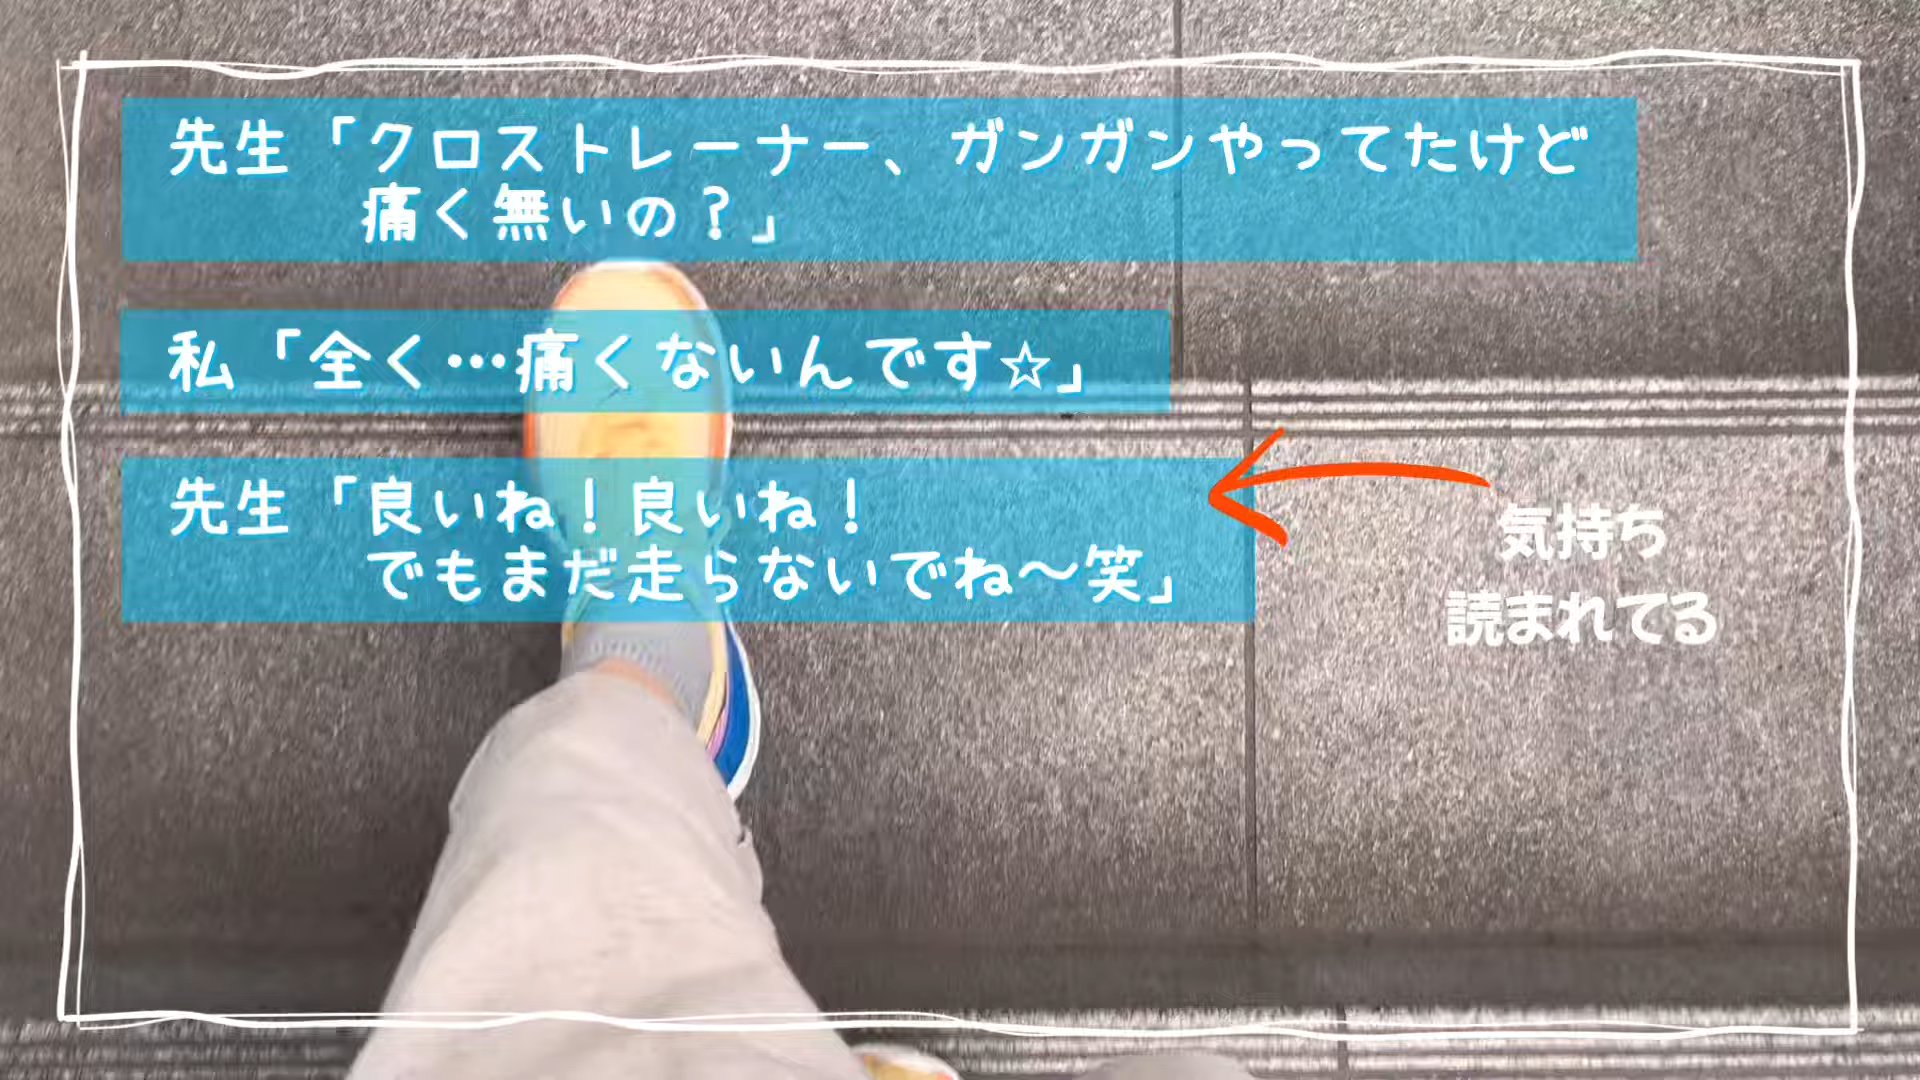 先生「クロストレーナー、ガンガンやってたけど
痛く無いの？」
私「全く…痛くないんです☆」
先生「良いね！良いね！
でもまだ走らないでね〜笑」
気持ち
読まれてる